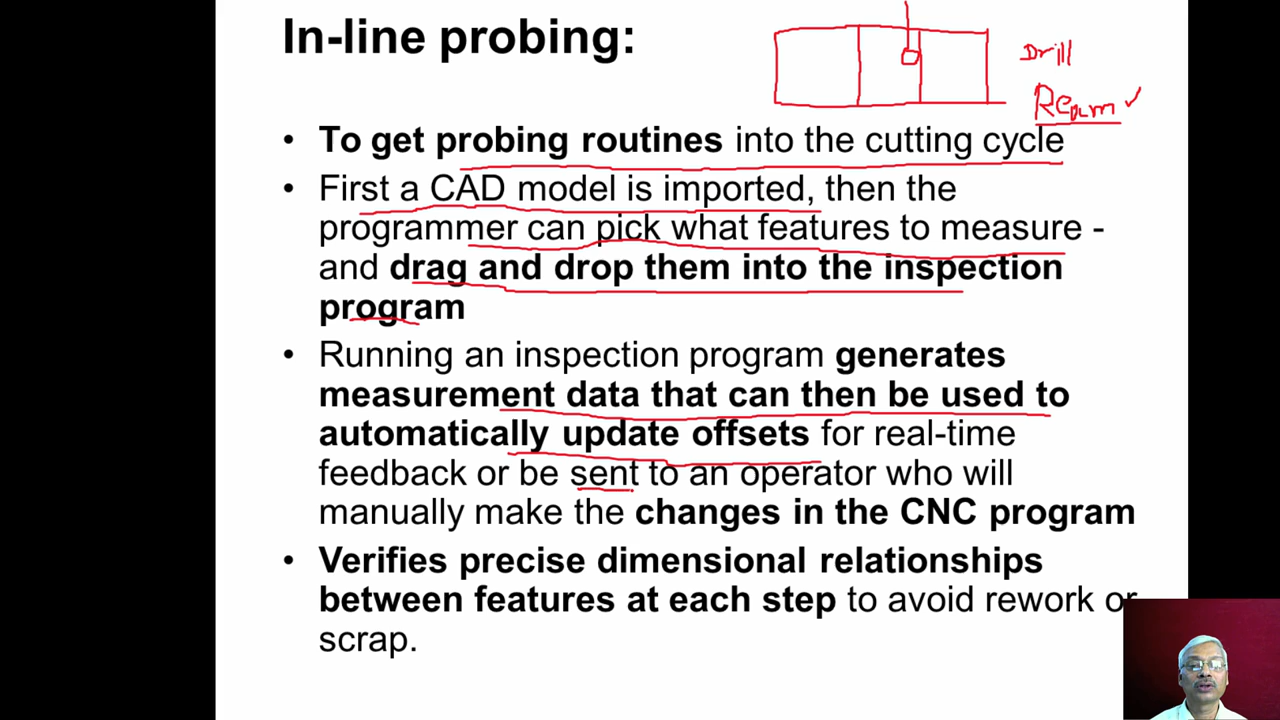 In-line probing:
Drill
Ream
• To get probing routines into the cutting cycle
• First a CAD model is imported, then the
programmer can pick what features to measure -
and drag and drop them into the inspection
program
• Running an inspection program generates
measurement data that can then be used to
automatically update offsets for real-time
feedback or be sent to an operator who will
manually make the changes in the CNC program
• Verifies precise dimensional relationships
between features at each step to avoid rework or
scrap.